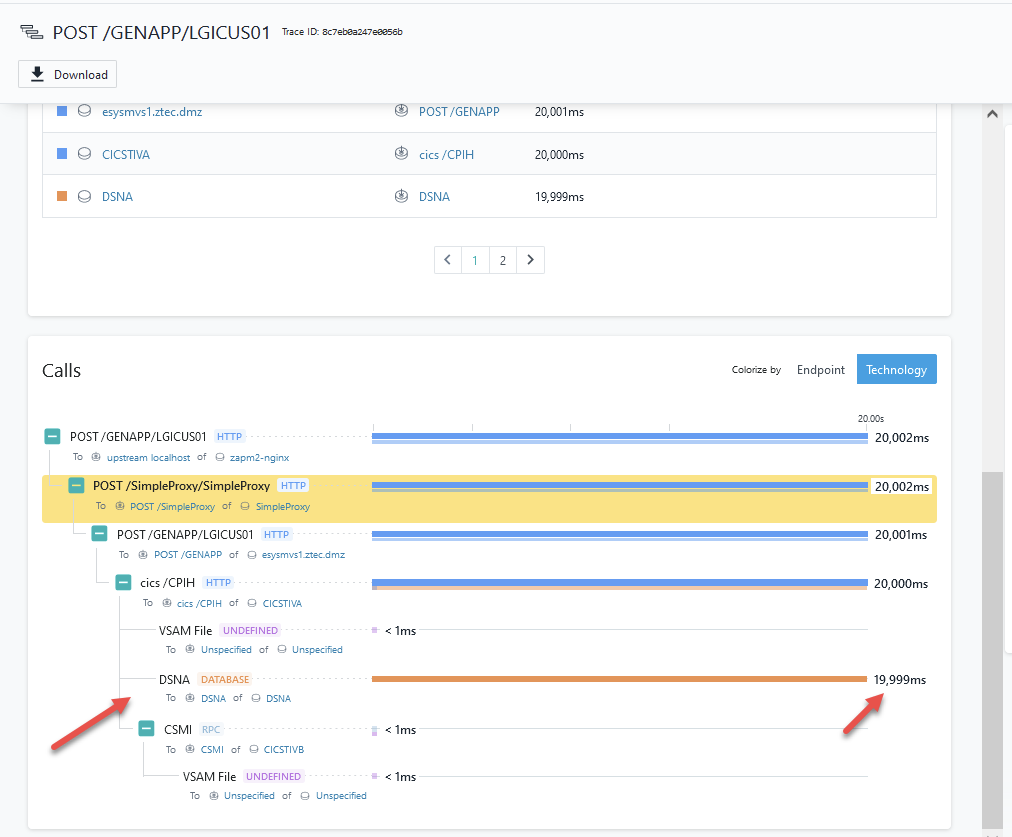 POST /GENAPP/LGICUS01 Trace ID: 8c7eb0a247e0056b
Download
esysmvs1.ztec.dmz POST /GENAPP 20,001ms
CICSTIVA cics /CPIH 20,000ms
DSNA DSNA 19,999ms
1 2
Calls Colorize by Endpoint Technology
20.00s
POST /GENAPP/LGICUS01 HTTP 20,002ms
To upstream localhost of zapm2-nginx
POST /SimpleProxy/SimpleProxy HTTP 20,002ms
To POST /SimpleProxy of SimpleProxy
POST /GENAPP/LGICUS01 HTTP 20,001ms
To POST /GENAPP of esysmvs1.ztec.dmz
cics /CPIH HTTP 20,000ms
To cics /CPIH of CICSTIVA
VSAM File UNDEFINED < 1ms
To Unspecified of Unspecified
DSNA DATABASE 19,999ms
To DSNA of DSNA
CSMI RPC < 1ms
To CSMI of CICSTIVB
VSAM File UNDEFINED < 1ms
To Unspecified of Unspecified